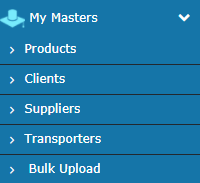 My Masters
Products
Clients
Suppliers
Transporters
Bulk Upload